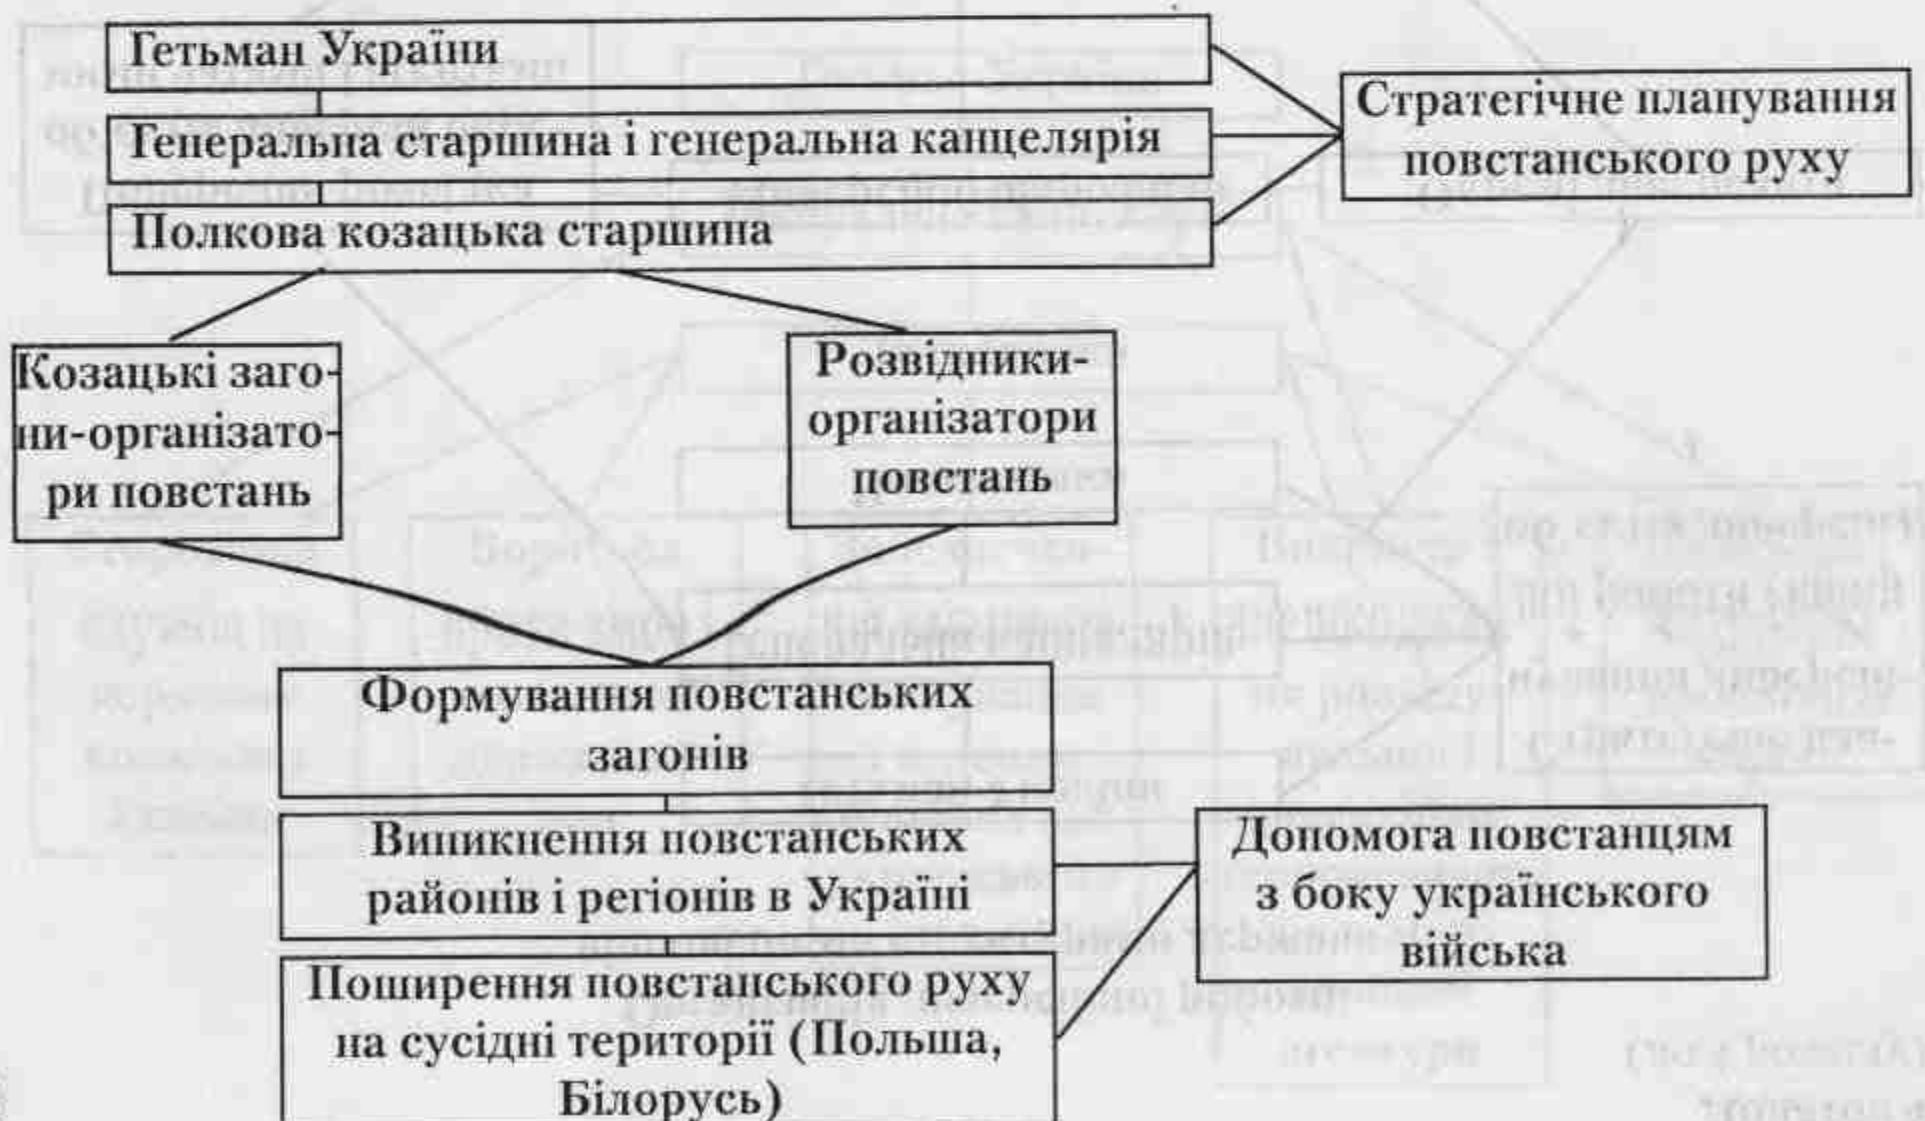 Гетьман України
Генеральна старшина і генеральна канцелярія
Полкова козацька старшина
Стратегічне планування
повстанського руху
Козацькі заго-
ни-організато-
ри повстань
Розвідники-
організатори
повстань
Формування повстанських
загонів
Виникнення повстанських
районів і регіонів в Україні
Допомога повстанцям
з боку українського
війська
Поширення повстанського руху
на сусідні території (Польша,
Білорусь)